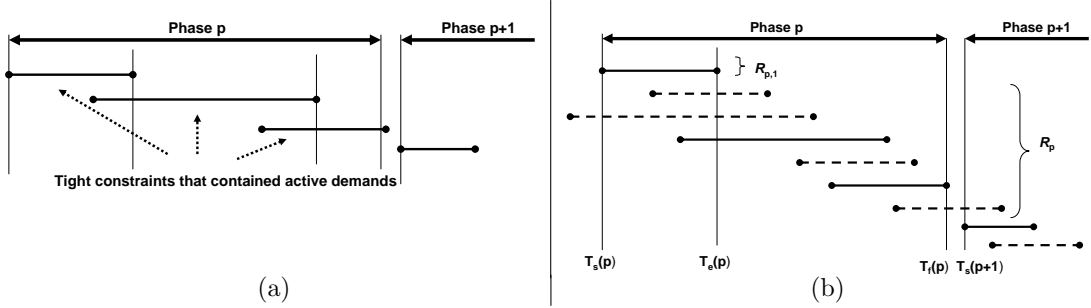 Phase p
Phase p+1
Tight constraints that contained active demands
(a)
Phase p
Phase p+1
R_{p,1}
R_p
T_s(p)
T_e(p)
T_f(p)
T_s(p+1)
(b)